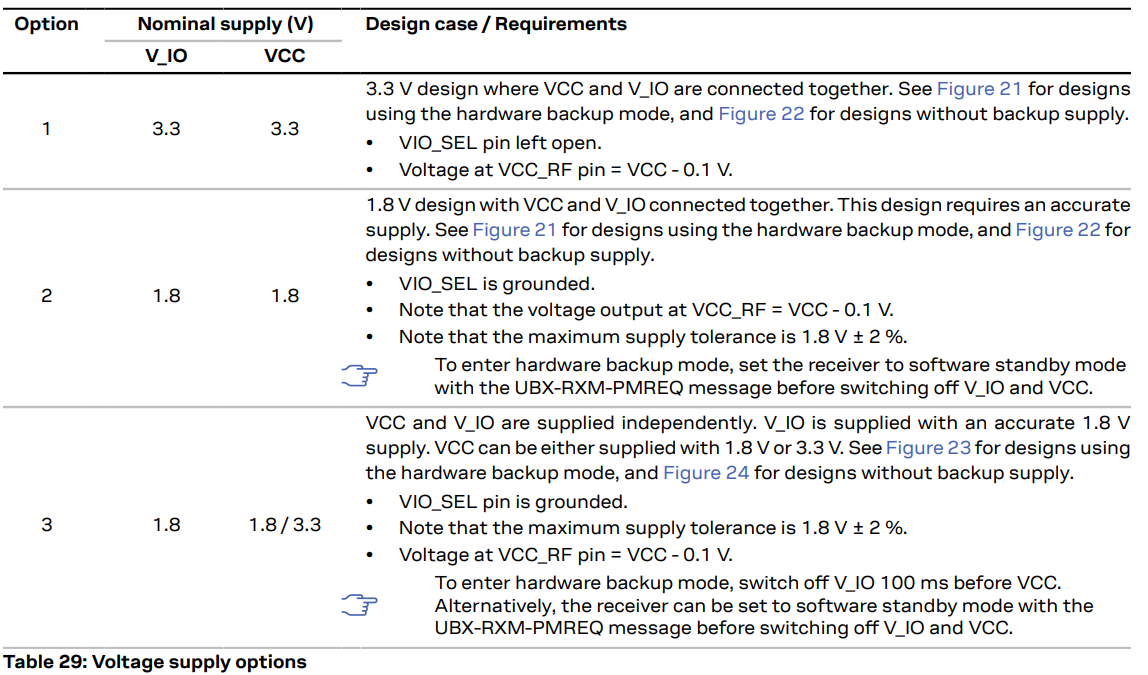 Option Nominal supply (V) Design case / Requirements
V_IO VCC
3.3 V design where VCC and V_IO are connected together. See Figure 21 for designs
using the hardware backup mode, and Figure 22 for designs without backup supply.
1 3.3 3.3
• VIO_SEL pin left open.
• Voltage at VCC_RF pin = VCC - 0.1 V.
1.8 V design with VCC and V_IO connected together. This design requires an accurate
supply. See Figure 21 for designs using the hardware backup mode, and Figure 22 for
designs without backup supply.
• VIO_SEL is grounded.
2 1.8 1.8
• Note that the voltage output at VCC_RF = VCC - 0.1 V.
• Note that the maximum supply tolerance is 1.8 V ± 2 %.
To enter hardware backup mode, set the receiver to software standby mode
with the UBX-RXM-PMREQ message before switching off V_IO and VCC.
VCC and V_IO are supplied independently. V_IO is supplied with an accurate 1.8 V
supply. VCC can be either supplied with 1.8 V or 3.3 V. See Figure 23 for designs using
the hardware backup mode, and Figure 24 for designs without backup supply.
• VIO_SEL pin is grounded.
3 1.8 1.8 / 3.3
• Note that the maximum supply tolerance is 1.8 V ± 2 %.
• Voltage at VCC_RF pin = VCC - 0.1 V.
To enter hardware backup mode, switch off V_IO 100 ms before VCC.
Alternatively, the receiver can be set to software standby mode with the
UBX-RXM-PMREQ message before switching off V_IO and VCC.
Table 29: Voltage supply options